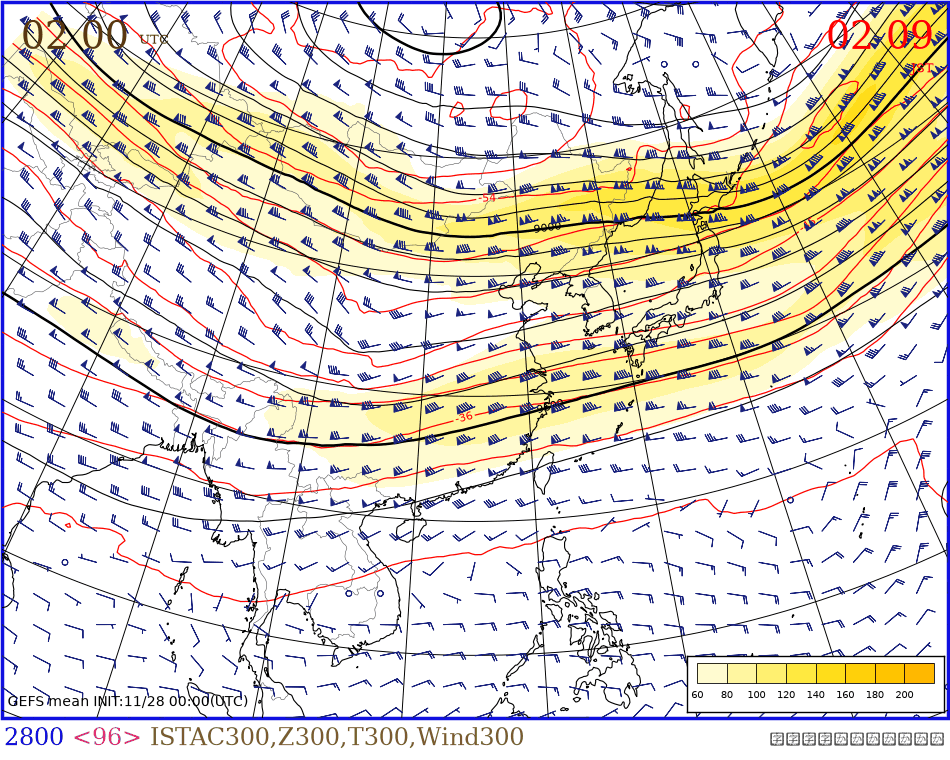 02 00 UTC
02 09 JST
-54
9000
-36
GEFS mean INIT:11/28 00:00(UTC)
60 80 100 120 140 160 180 200
2800 <96> ISTAC300,Z300,T300,Wind300